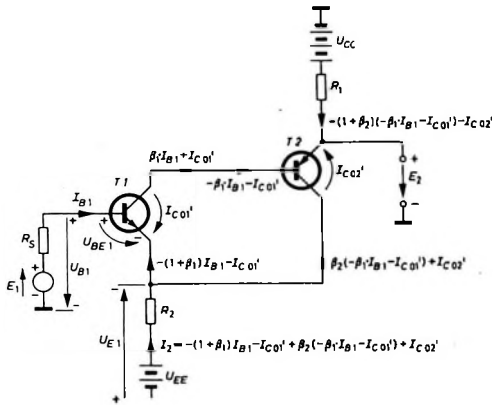 U_CC
R_1
-(1+β_2)(-β_1·I_B1-I_C01')-I_C02'
T2
β_1·I_B1+I_C01'
+
I_C02'
E_2
T1
-β_1·I_B1-I_C01'
-
I_B1
I_C01'
+
+
R_S
U_BE1
-
+
U_B1
-(1+β_1)I_B1-I_C01'
β_2(-β_1·I_B1-I_C01')+I_C02'
E_1
-
-
-
R_2
U_E1
I_2=-(1+β_1)I_B1-I_C01'+β_2(-β_1·I_B1-I_C01')+I_C02'
U_EE
+